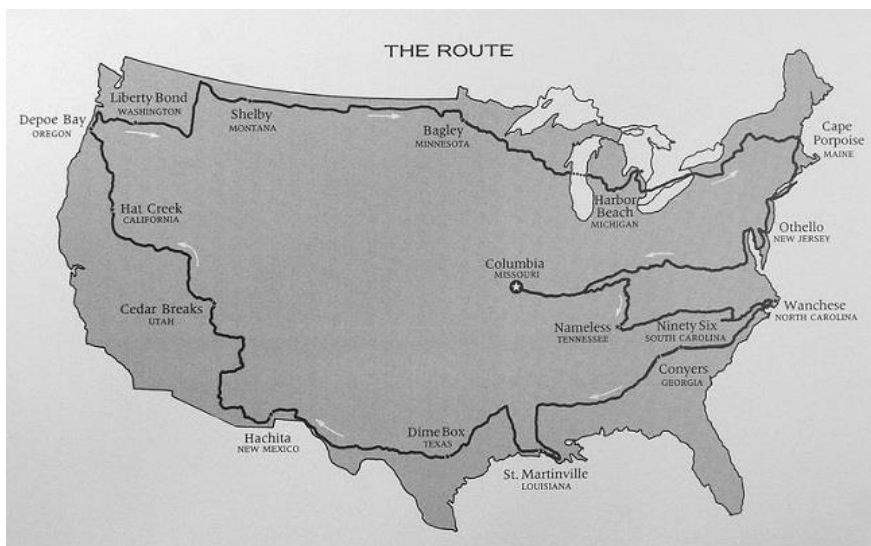 THE ROUTE
Liberty Bond
WASHINGTON
Depoe Bay
OREGON
Shelby
MONTANA
Bagley
MINNESOTA
Cape
Porpoise
MAINE
Hat Creek
CALIFORNIA
Harbor
Beach
MICHIGAN
Othello
NEW JERSEY
Columbia
MISSOURI
Cedar Breaks
UTAH
Nameless
TENNESSEE
Ninety Six
SOUTH CAROLINA
Wanchese
NORTH CAROLINA
Conyers
GEORGIA
Hachita
NEW MEXICO
Dime Box
TEXAS
St. Martinville
LOUISIANA